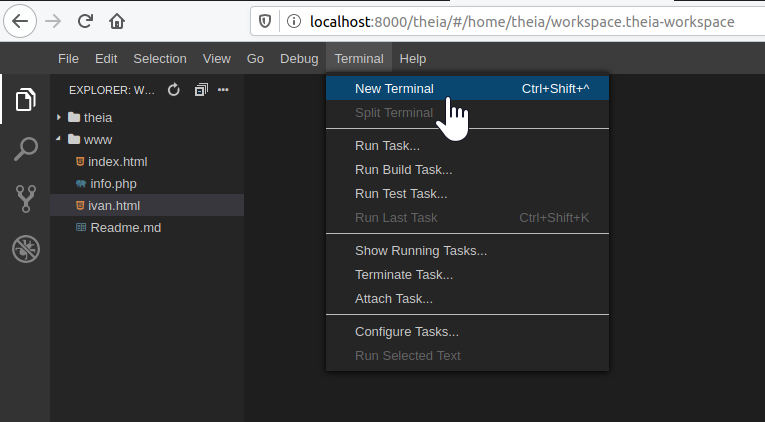 localhost:8000/theia/#/home/theia/workspace.theia-workspace
File Edit Selection View Go Debug Terminal Help
EXPLORER: W...
theia
www
index.html
info.php
ivan.html
Readme.md
New Terminal Ctrl+Shift+^
Split Terminal
Run Task...
Run Build Task...
Run Test Task...
Run Last Task Ctrl+Shift+K
Show Running Tasks...
Terminate Task...
Attach Task...
Configure Tasks...
Run Selected Text